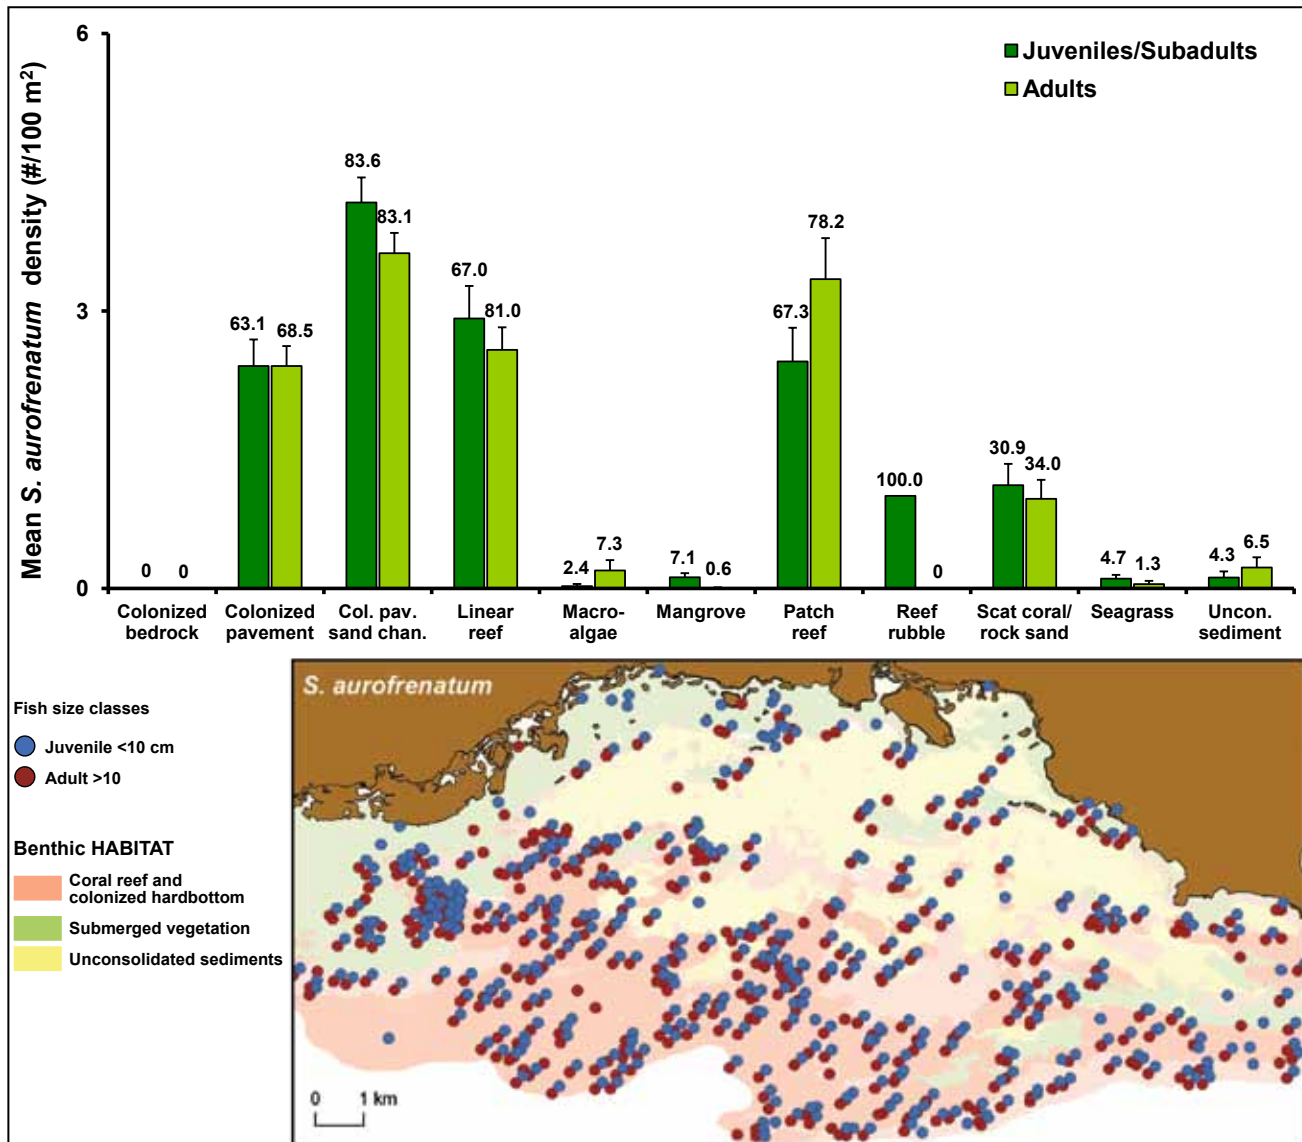 Mean S. aurofrenatum density (#/100 m²)
6
3
0
Juveniles/Subadults
Adults
0
0
63.1
68.5
83.6
83.1
67.0
81.0
2.4
7.3
7.1
0.6
67.3
78.2
100.0
0
30.9
34.0
4.7
1.3
4.3
6.5
Colonized
bedrock
Colonized
pavement
Col. pav.
sand chan.
Linear
reef
Macro-
algae
Mangrove
Patch
reef
Reef
rubble
Scat coral/
rock sand
Seagrass
Uncon.
sediment
S. aurofrenatum
Fish size classes
Juvenile <10 cm
Adult >10
Benthic HABITAT
Coral reef and
colonized hardbottom
Submerged vegetation
Unconsolidated sediments
0 1 km